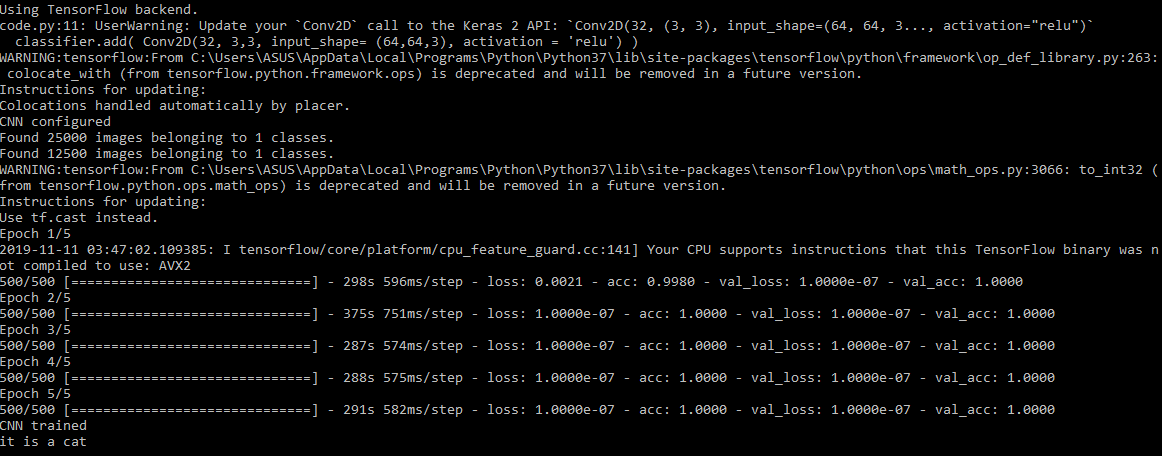 Using TensorFlow backend.
code.py:11: UserWarning: Update your `Conv2D` call to the Keras 2 API: `Conv2D(32, (3, 3), input_shape=(64, 64, 3..., activation="relu")`
  classifier.add( Conv2D(32, 3,3, input_shape= (64,64,3), activation = 'relu') )
WARNING:tensorflow:From C:\Users\ASUS\AppData\Local\Programs\Python\Python37\lib\site-packages\tensorflow\python\framework\op_def_library.py:263:
 colocate_with (from tensorflow.python.framework.ops) is deprecated and will be removed in a future version.
Instructions for updating:
Colocations handled automatically by placer.
CNN configured
Found 25000 images belonging to 1 classes.
Found 12500 images belonging to 1 classes.
WARNING:tensorflow:From C:\Users\ASUS\AppData\Local\Programs\Python\Python37\lib\site-packages\tensorflow\python\ops\math_ops.py:3066: to_int32 (
from tensorflow.python.ops.math_ops) is deprecated and will be removed in a future version.
Instructions for updating:
Use tf.cast instead.
Epoch 1/5
2019-11-11 03:47:02.109385: I tensorflow/core/platform/cpu_feature_guard.cc:141] Your CPU supports instructions that this TensorFlow binary was n
ot compiled to use: AVX2
500/500 [==============================] - 298s 596ms/step - loss: 0.0021 - acc: 0.9980 - val_loss: 1.0000e-07 - val_acc: 1.0000
Epoch 2/5
500/500 [==============================] - 375s 751ms/step - loss: 1.0000e-07 - acc: 1.0000 - val_loss: 1.0000e-07 - val_acc: 1.0000
Epoch 3/5
500/500 [==============================] - 287s 574ms/step - loss: 1.0000e-07 - acc: 1.0000 - val_loss: 1.0000e-07 - val_acc: 1.0000
Epoch 4/5
500/500 [==============================] - 288s 575ms/step - loss: 1.0000e-07 - acc: 1.0000 - val_loss: 1.0000e-07 - val_acc: 1.0000
Epoch 5/5
500/500 [==============================] - 291s 582ms/step - loss: 1.0000e-07 - acc: 1.0000 - val_loss: 1.0000e-07 - val_acc: 1.0000
CNN trained
it is a cat